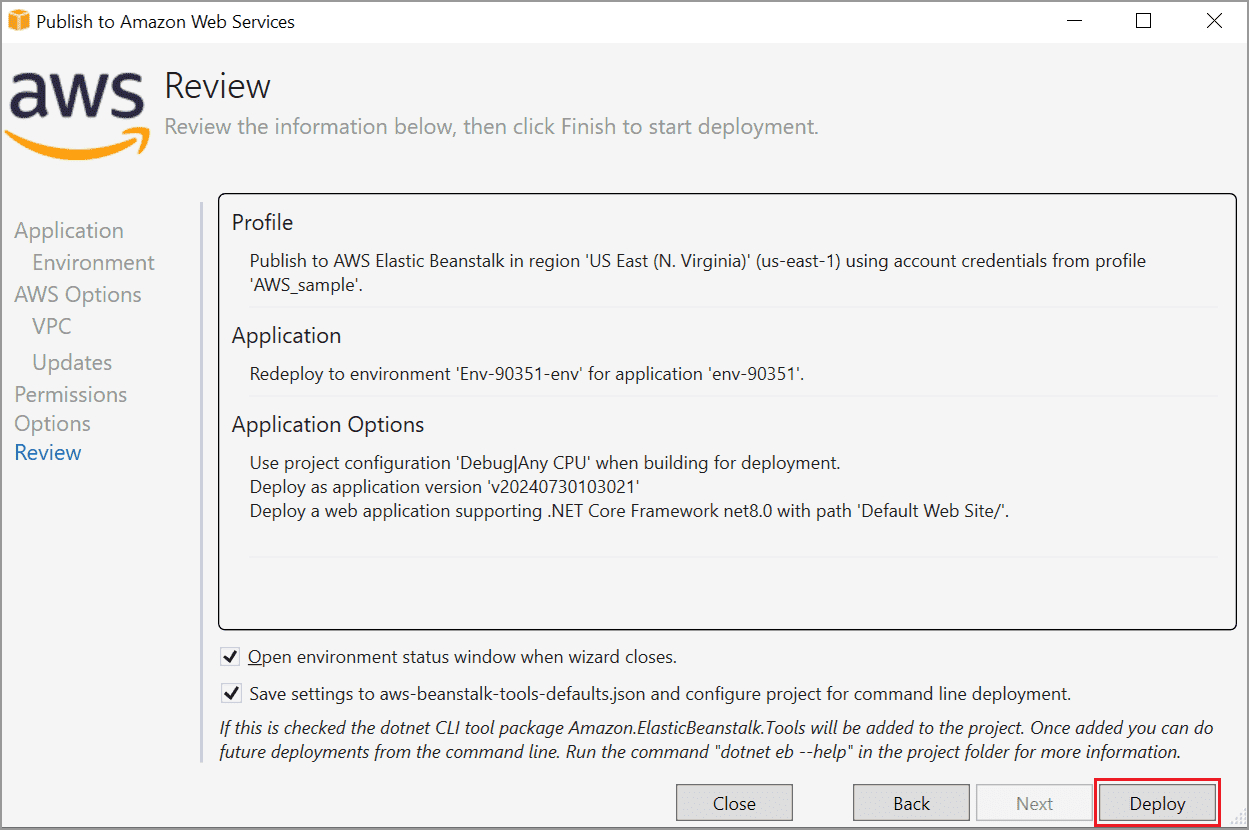 Publish to Amazon Web Services
aws
Review
Review the information below, then click Finish to start deployment.
Application
Environment
AWS Options
VPC
Updates
Permissions
Options
Review
Profile
Publish to AWS Elastic Beanstalk in region 'US East (N. Virginia)' (us-east-1) using account credentials from profile
'AWS_sample'.
Application
Redeploy to environment 'Env-90351-env' for application 'env-90351'.
Application Options
Use project configuration 'Debug|Any CPU' when building for deployment.
Deploy as application version 'v20240730103021'
Deploy a web application supporting .NET Core Framework net8.0 with path 'Default Web Site/'.
Open environment status window when wizard closes.
Save settings to aws-beanstalk-tools-defaults.json and configure project for command line deployment.
If this is checked the dotnet CLI tool package Amazon.ElasticBeanstalk.Tools will be added to the project. Once added you can do
future deployments from the command line. Run the command "dotnet eb --help" in the project folder for more information.
Close
Back
Next
Deploy